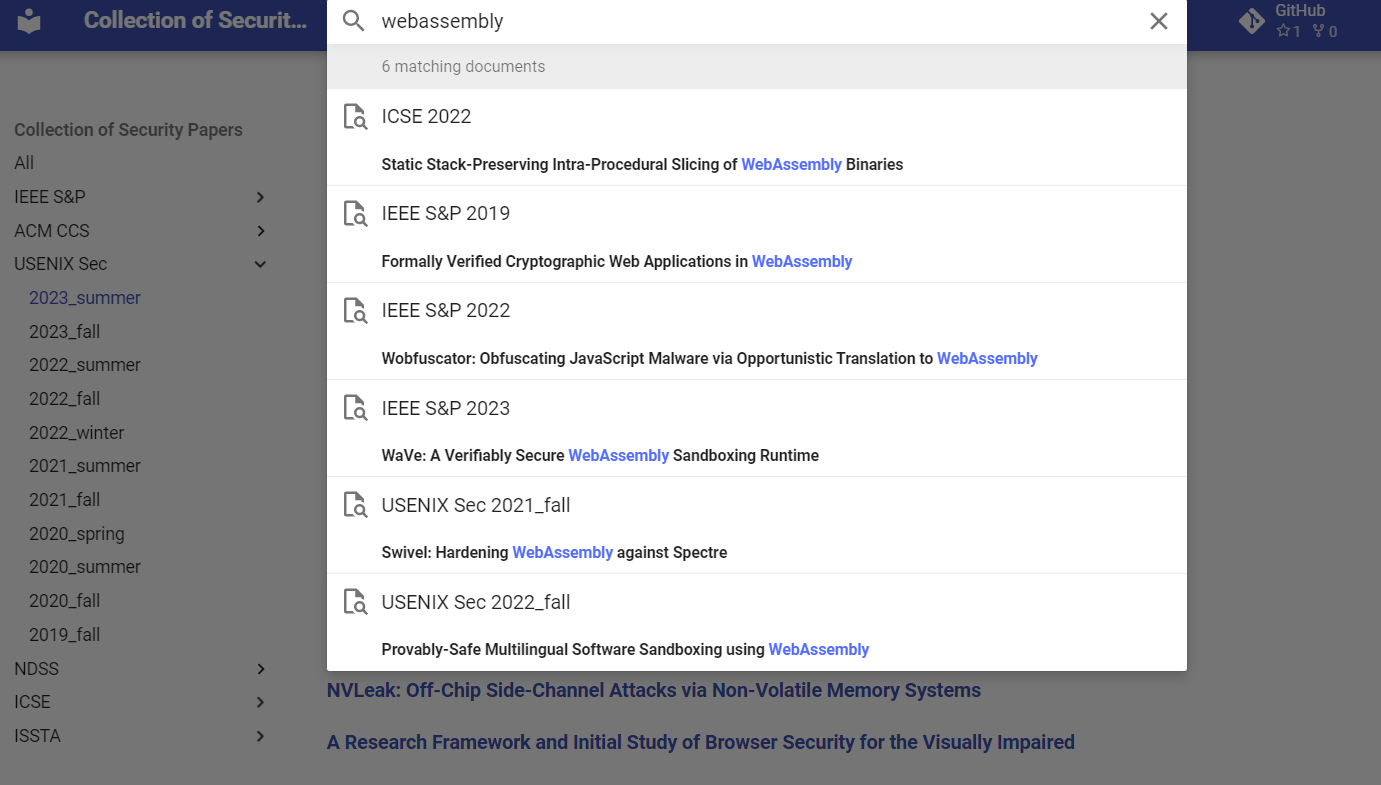 Collection of Securit...
webassembly
GitHub
1 0
6 matching documents
ICSE 2022
Static Stack-Preserving Intra-Procedural Slicing of WebAssembly Binaries
IEEE S&P 2019
Formally Verified Cryptographic Web Applications in WebAssembly
IEEE S&P 2022
Wobfuscator: Obfuscating JavaScript Malware via Opportunistic Translation to WebAssembly
IEEE S&P 2023
WaVe: A Verifiably Secure WebAssembly Sandboxing Runtime
USENIX Sec 2021_fall
Swivel: Hardening WebAssembly against Spectre
USENIX Sec 2022_fall
Provably-Safe Multilingual Software Sandboxing using WebAssembly
Collection of Security Papers
All
IEEE S&P
ACM CCS
USENIX Sec
2023_summer
2023_fall
2022_summer
2022_fall
2022_winter
2021_summer
2021_fall
2020_spring
2020_summer
2020_fall
2019_fall
NDSS
ICSE
ISSTA
NVLeak: Off-Chip Side-Channel Attacks via Non-Volatile Memory Systems
A Research Framework and Initial Study of Browser Security for the Visually Impaired